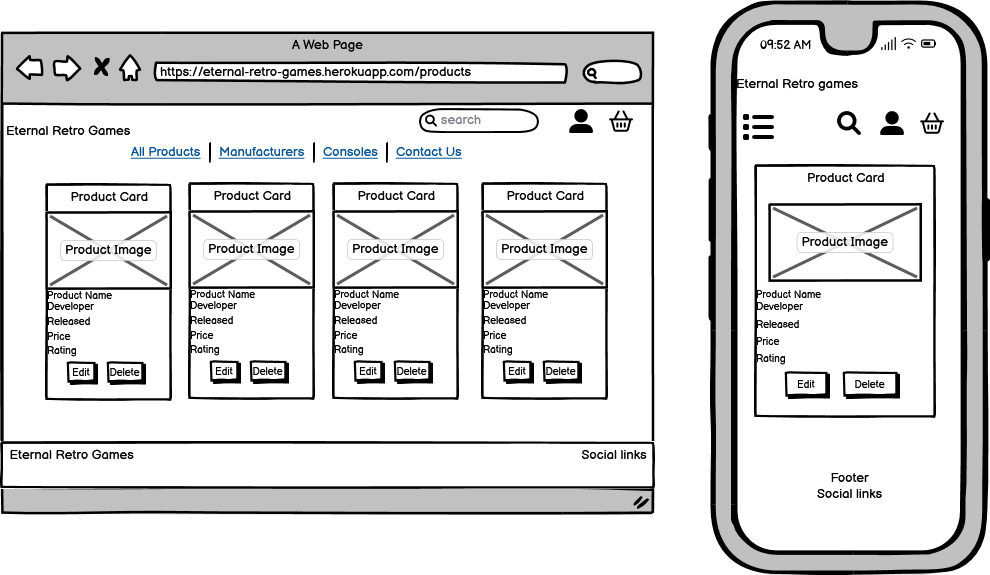 A Web Page
https://eternal-retro-games.herokuapp.com/products
search
Eternal Retro Games
All Products
Manufacturers
Consoles
Contact Us
Product Card
Product Image
Product Name
Developer
Released
Price
Rating
Edit
Delete
Product Card
Product Image
Product Name
Developer
Released
Price
Rating
Edit
Delete
Product Card
Product Image
Product Name
Developer
Released
Price
Rating
Edit
Delete
Product Card
Product Image
Product Name
Developer
Released
Price
Rating
Edit
Delete
Eternal Retro Games
Social links
09:52 AM
Eternal Retro games
Product Card
Product Image
Product Name
Developer
Released
Price
Rating
Edit
Delete
Footer
Social links